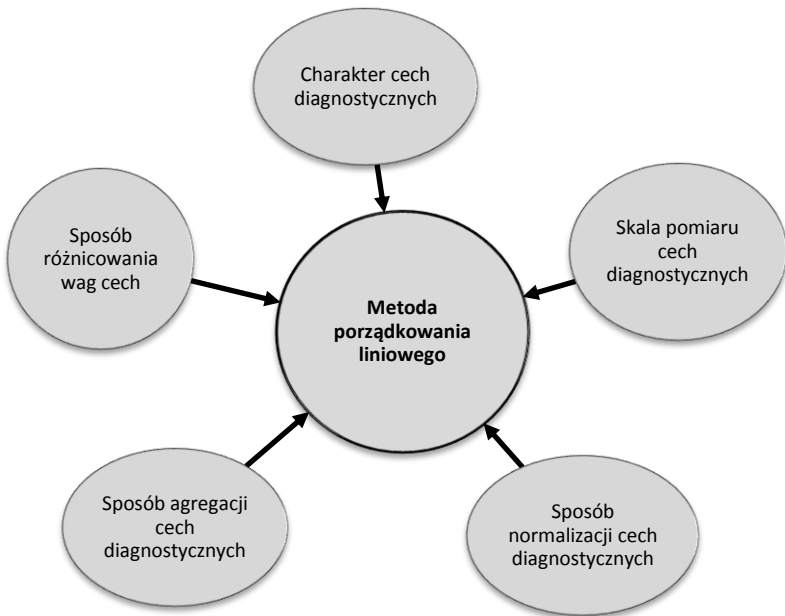 Charakter cech
diagnostycznych
Sposób
różnicowania
wag cech
Skala pomiaru
cech
diagnostycznych
Metoda
porządkowania
liniowego
Sposób agregacji
cech
diagnostycznych
Sposób
normalizacji cech
diagnostycznych